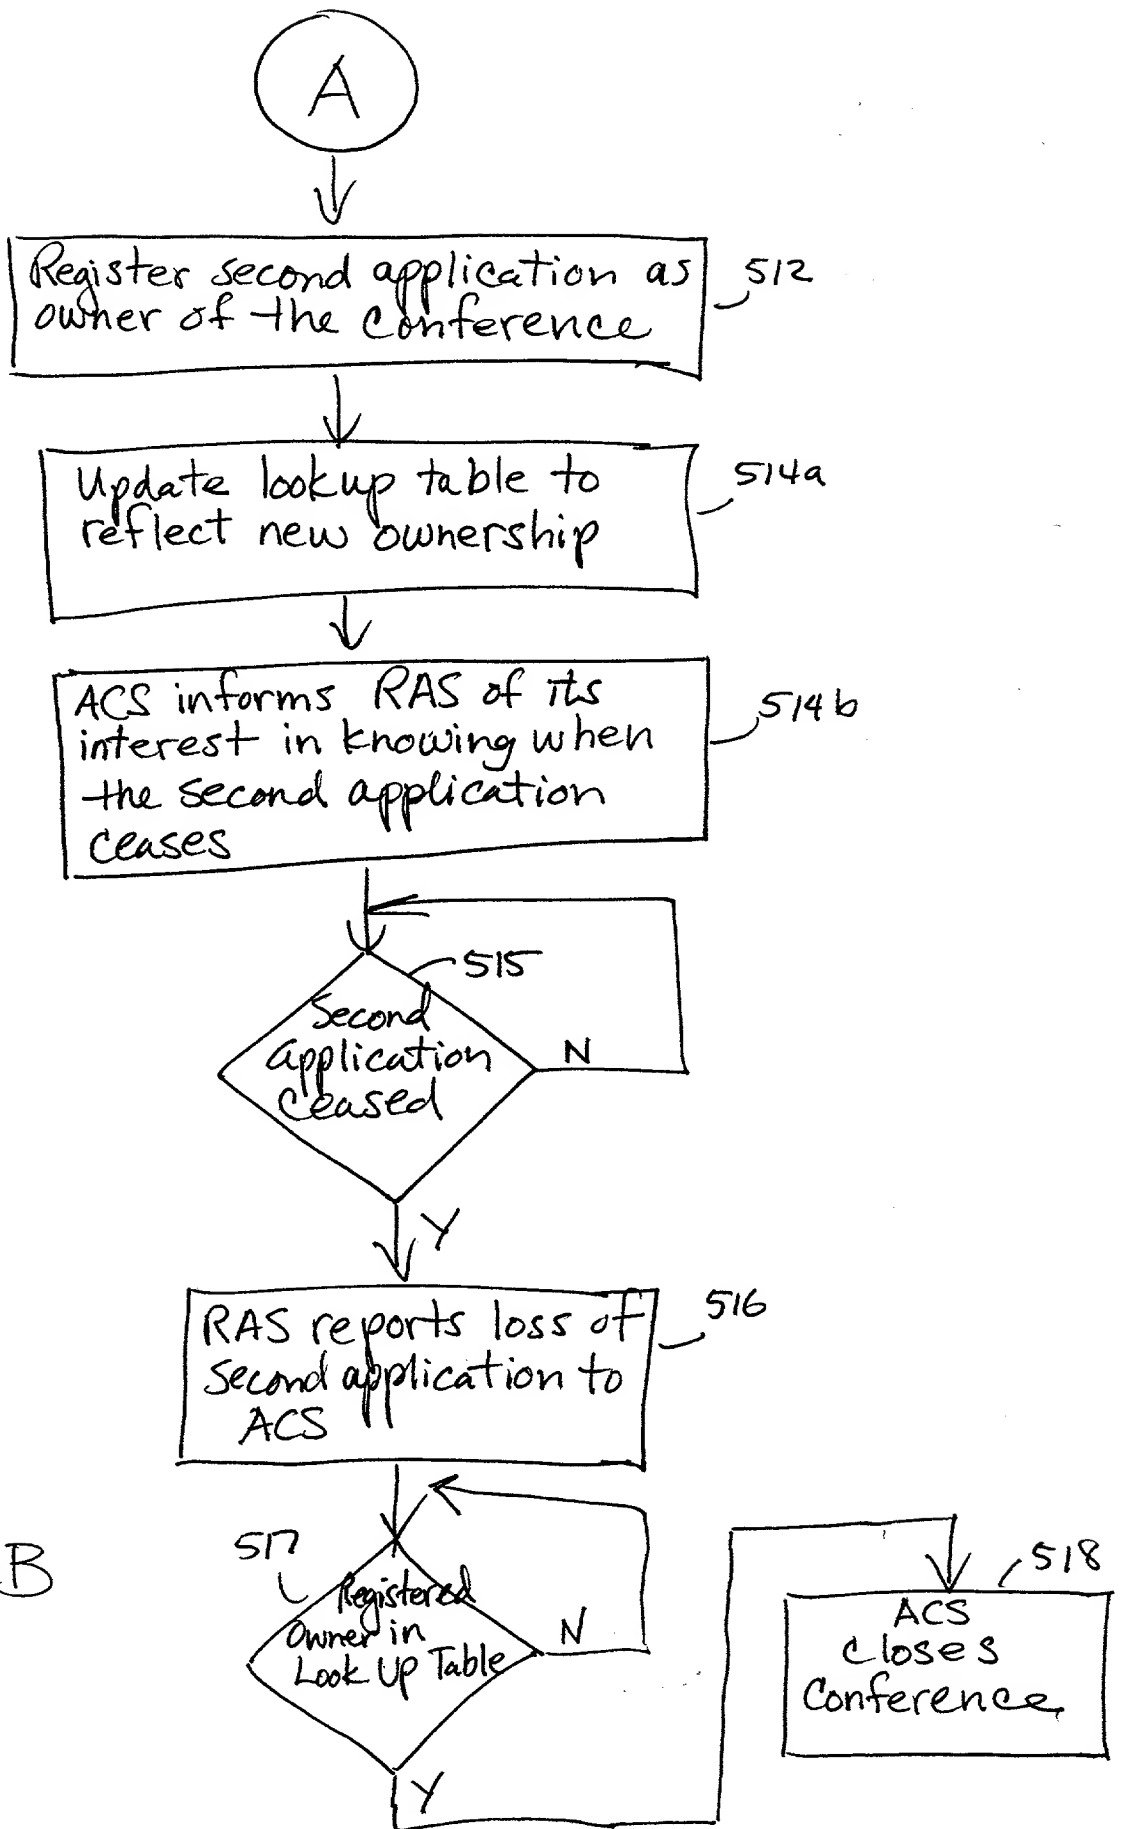 A
Register second application as
owner of the conference
512
Update lookup table to
reflect new ownership
514a
ACS informs RAS of its
interest in knowing when
the second application
ceases
514b
515
Second
application
ceased
N
Y
RAS reports loss of
second application to
ACS
516
B
517
Registered
Owner in
Look Up Table
N
Y
518
ACS
closes
Conference